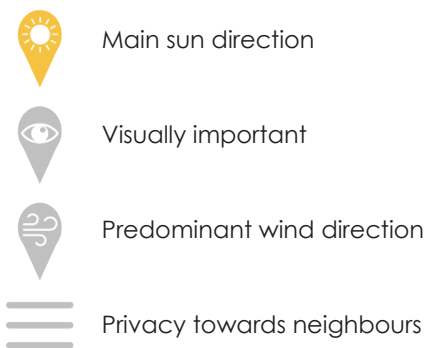 Main sun direction
Visually important
Predominant wind direction
Privacy towards neighbours